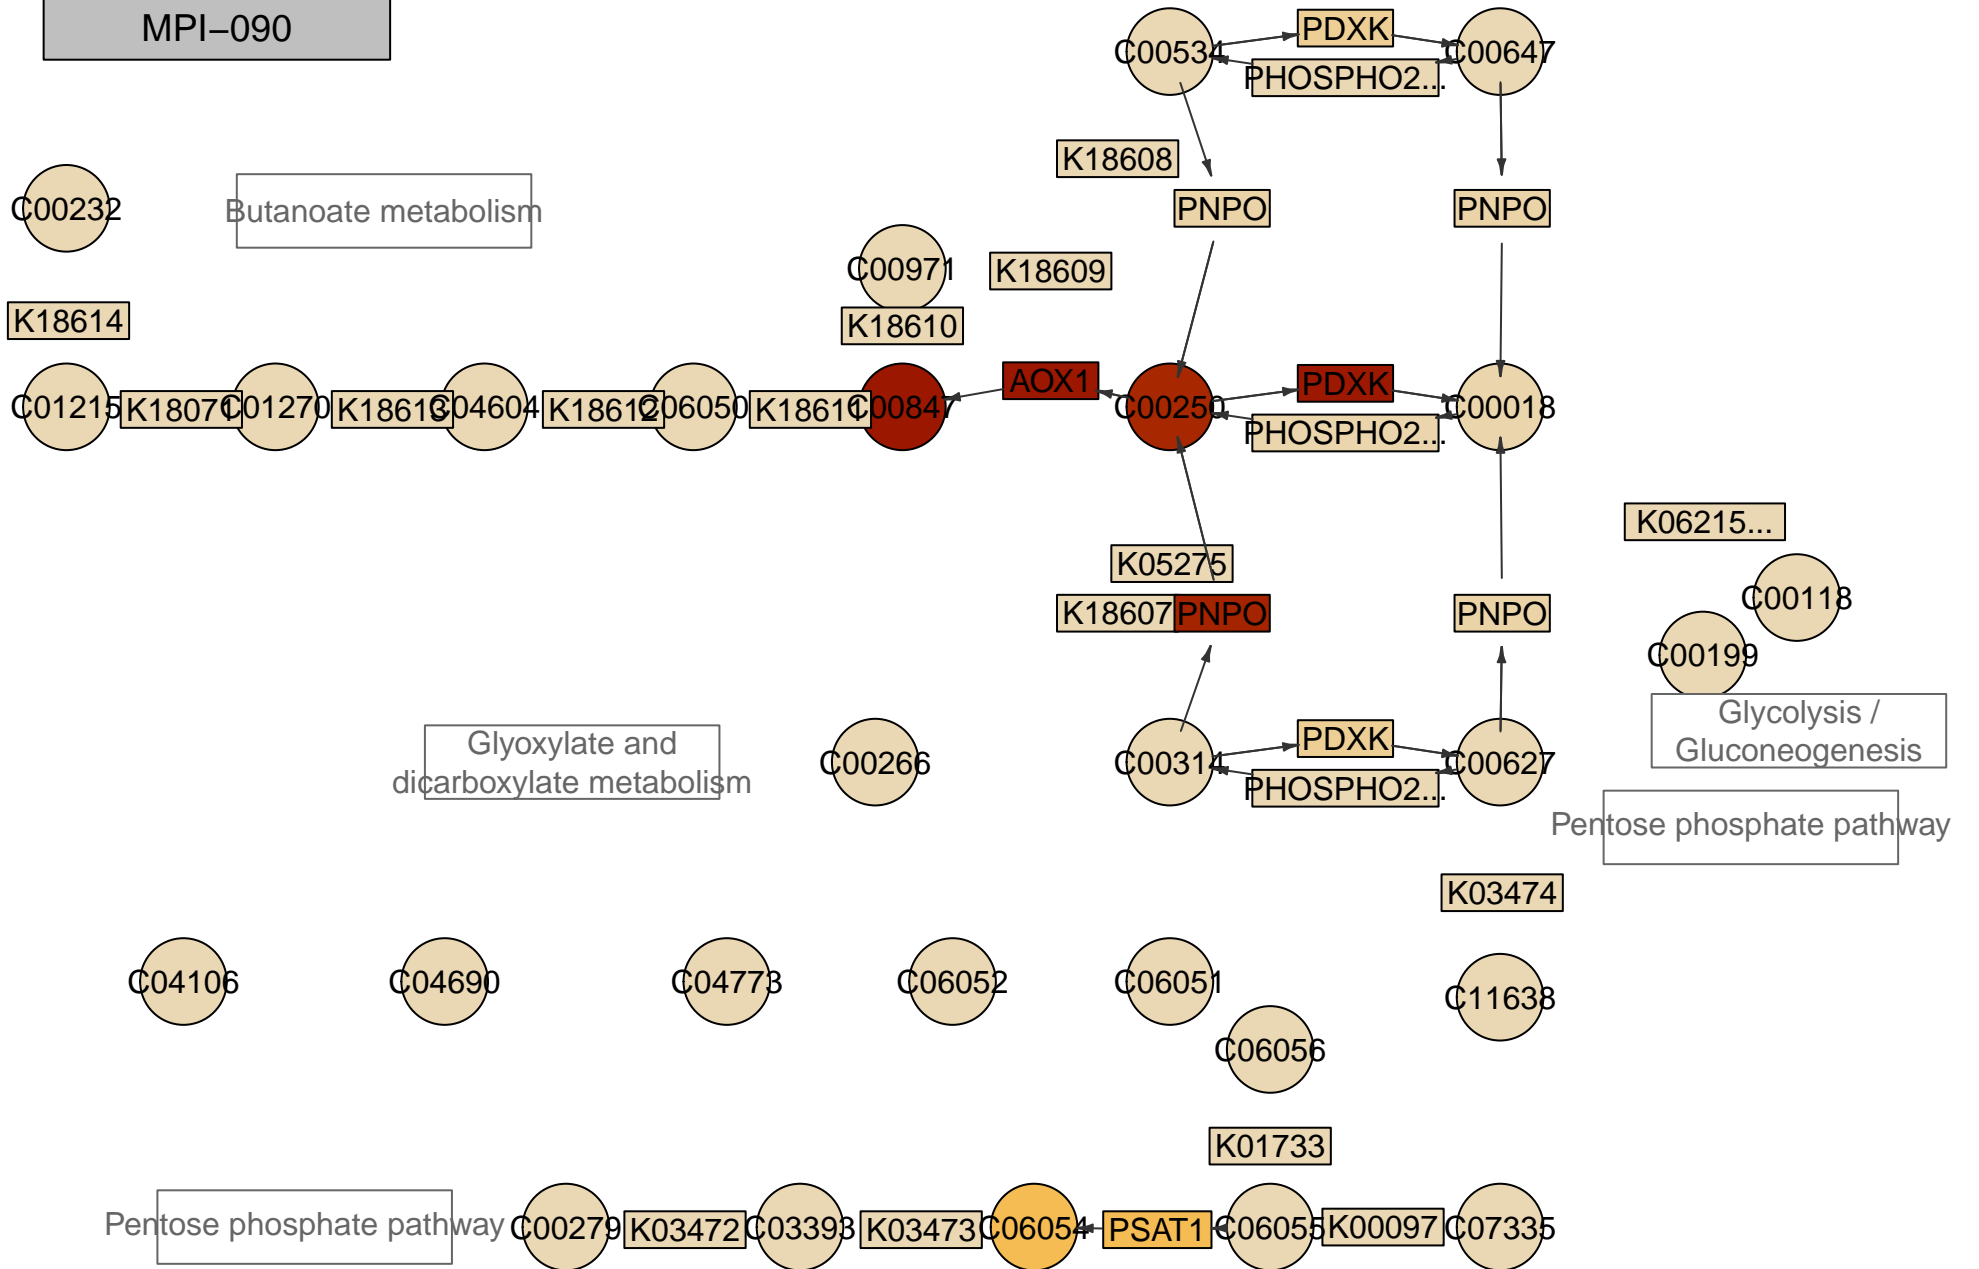 MPI−090
C00534
PDXK
C00647
PHOSPHO2...
K18608
C00232
Butanoate metabolism
PNPO
PNPO
C00971
K18609
K18614
K18610
C01215
K18071
C01270
K18613
C04604
K18612
C06050
K18611
C00847
AOX1
C00250
PDXK
C00018
PHOSPHO2...
K06215...
K05275
C00118
K18607
PNPO
PNPO
C00199
Glycolysis /
Gluconeogenesis
Glyoxylate and
dicarboxylate metabolism
C00266
C00314
PDXK
C00627
PHOSPHO2...
Pentose phosphate pathway
K03474
C04106
C04690
C04773
C06052
C06051
C11638
C06056
K01733
Pentose phosphate pathway
C00279
K03472
C03393
K03473
C06054
PSAT1
C06055
K00097
C07335